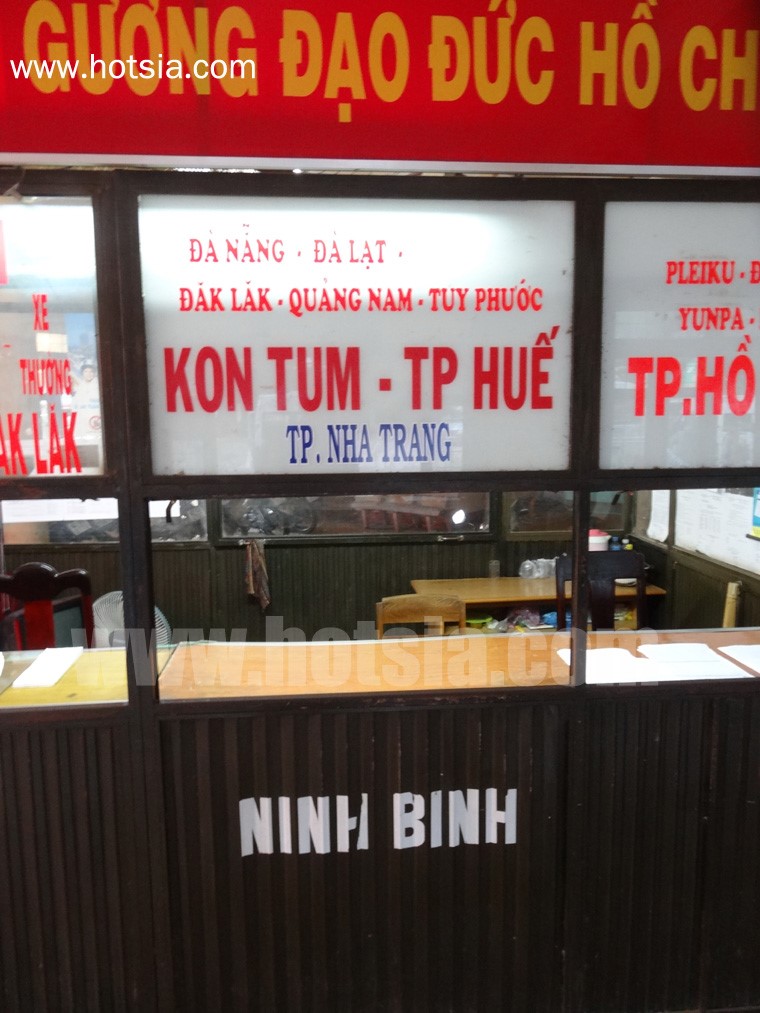 GƯƠNG ĐẠO ĐỨC HỒ CH
www.hotsia.com
XE
THƯỢNG
AK LĂK
ĐÀ NẴNG - ĐÀ LẠT -
ĐĂK LĂK - QUẢNG NAM - TUY PHƯỚC
KON TUM - TP HUẾ
TP. NHA TRANG
PLEIKU - Đ
YUNPA -
TP.HỒ
www.hotsia.com
NINH BINH